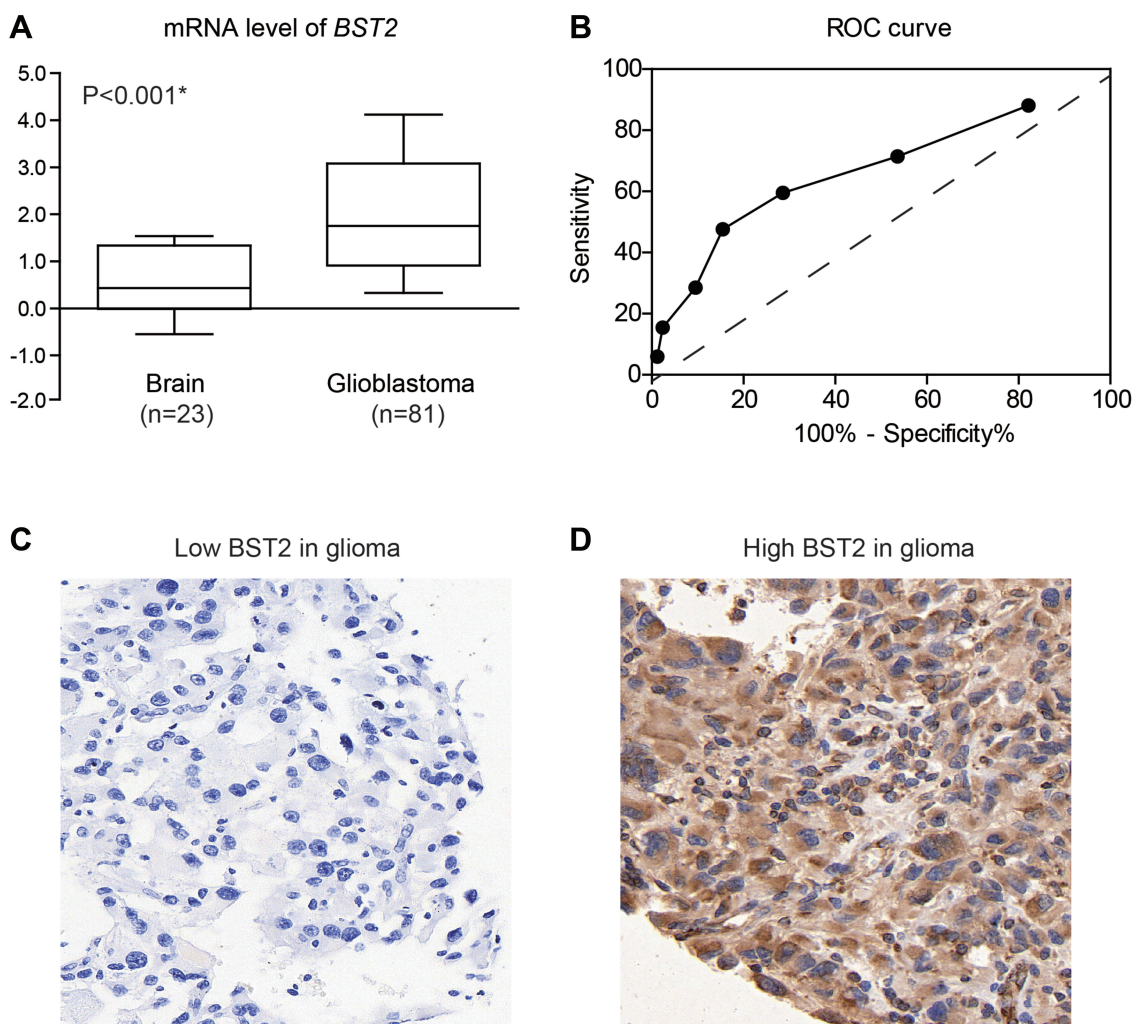 A
mRNA level of BST2
5.0
4.0
3.0
2.0
1.0
0.0
-1.0
-2.0
P<0.001*
Brain
(n=23)
Glioblastoma
(n=81)
B
ROC curve
Sensitivity
100
80
60
40
20
0
0 20 40 60 80 100
100% - Specificity%
C
Low BST2 in glioma
D
High BST2 in glioma